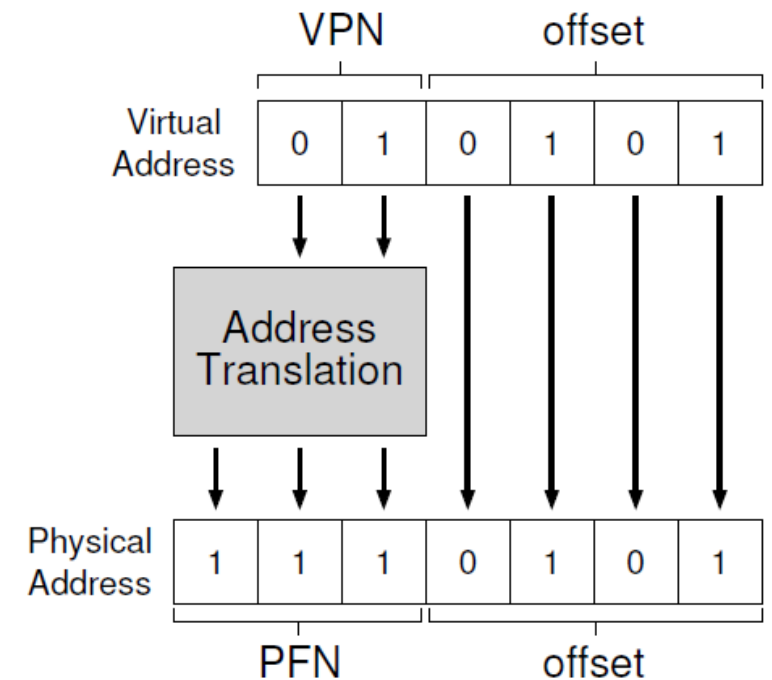 VPN offset
Virtual
Address
0 1 0 1 0 1
Address
Translation
Physical
Address
1 1 1 0 1 0 1
PFN offset